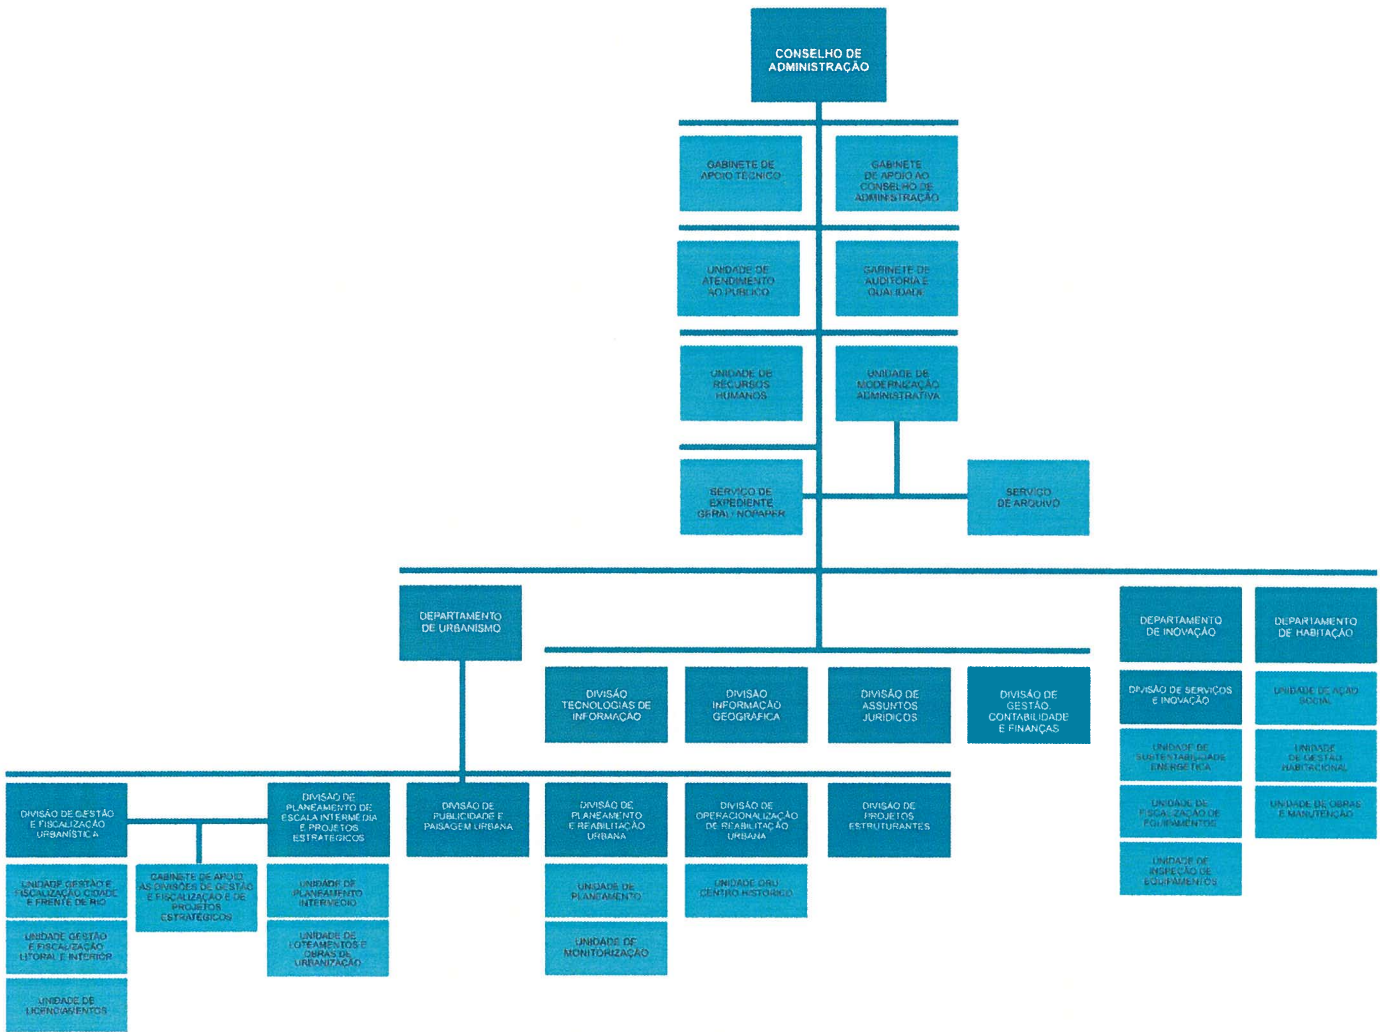 CONSELHO DE
ADMINISTRAÇÃO
GABINETE DE
APOIO TÉCNICO
GABINETE
DE APOIO AO
CONSELHO DE
ADMINISTRAÇÃO
UNIDADE DE
ATENDIMENTO
AO PÚBLICO
GABINETE DE
AUDITORIA E
QUALIDADE
UNIDADE DE
RECURSOS
HUMANOS
UNIDADE DE
MODERNIZAÇÃO
ADMINISTRATIVA
SERVIÇO DE
EXPEDIENTE
GERAL / NOPAPER
SERVIÇO
DE ARQUIVO
DEPARTAMENTO
DE URBANISMO
DEPARTAMENTO
DE INOVAÇÃO
DEPARTAMENTO
DE HABITAÇÃO
DIVISÃO
TECNOLOGIAS DE
INFORMAÇÃO
DIVISÃO
INFORMAÇÃO
GEOGRÁFICA
DIVISÃO DE
ASSUNTOS
JURÍDICOS
DIVISÃO DE
GESTÃO,
CONTABILIDADE
E FINANÇAS
DIVISÃO DE SERVIÇOS
E INOVAÇÃO
UNIDADE DE
SUSTENTABILIDADE
ENERGÉTICA
UNIDADE DE
FISCALIZAÇÃO DE
EQUIPAMENTOS
UNIDADE DE
INSPEÇÃO DE
EQUIPAMENTOS
UNIDADE DE AÇÃO
SOCIAL
UNIDADE
DE GESTÃO
HABITACIONAL
UNIDADE DE OBRAS
E MANUTENÇÃO
DIVISÃO DE GESTÃO
E FISCALIZAÇÃO
URBANÍSTICA
UNIDADE GESTÃO E
FISCALIZAÇÃO CIDADE
E FRENTE DE RIO
UNIDADE GESTÃO
E FISCALIZAÇÃO
LITORAL E INTERIOR
UNIDADE DE
LICENCIAMENTOS
GABINETE DE APOIO
ÀS DIVISÕES DE GESTÃO
E FISCALIZAÇÃO E DE
PROJETOS
ESTRATÉGICOS
DIVISÃO DE
PLANEAMENTO DE
ESCALA INTERMÉDIA
E PROJETOS
ESTRATÉGICOS
UNIDADE DE
PLANEAMENTO
INTERMÉDIO
UNIDADE DE
LOTEAMENTOS E
OBRAS DE
URBANIZAÇÃO
DIVISÃO DE
PUBLICIDADE E
PAISAGEM URBANA
DIVISÃO DE
PLANEAMENTO
E REABILITAÇÃO
URBANA
UNIDADE DE
PLANEAMENTO
UNIDADE DE
MONITORIZAÇÃO
DIVISÃO DE
OPERACIONALIZAÇÃO
DE REABILITAÇÃO
URBANA
UNIDADE ORU
CENTRO HISTÓRICO
DIVISÃO DE
PROJETOS
ESTRUTURANTES